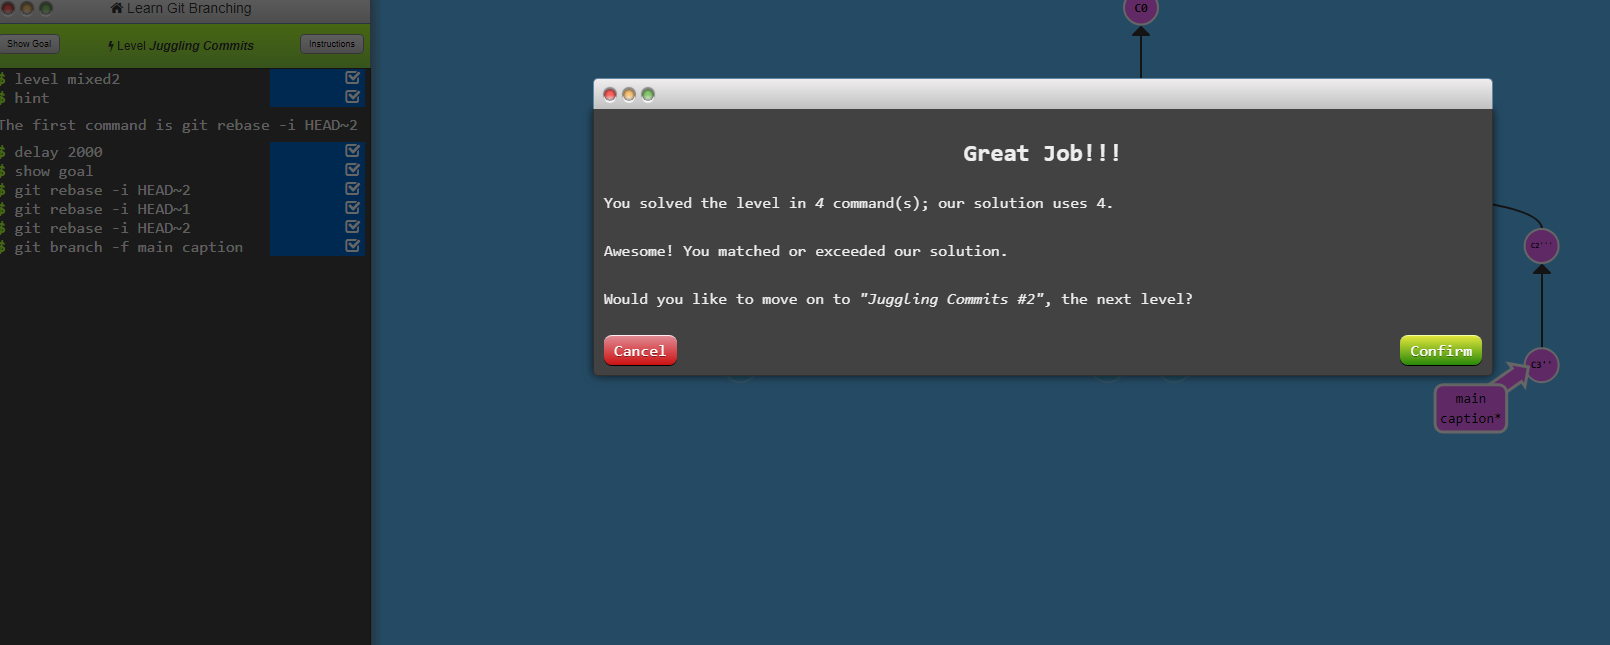 Learn Git Branching
Show Goal
Level Juggling Commits
Instructions
$ level mixed2
$ hint
The first command is git rebase -i HEAD~2
$ delay 2000
$ show goal
$ git rebase -i HEAD~2
$ git rebase -i HEAD~1
$ git rebase -i HEAD~2
$ git branch -f main caption
C0
Great Job!!!
You solved the level in 4 command(s); our solution uses 4.
Awesome! You matched or exceeded our solution.
Would you like to move on to "Juggling Commits #2", the next level?
Cancel
Confirm
C2'''
C3''
main
caption*